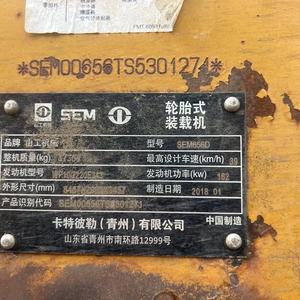 *SEM00656TS5301271*
SEM
轮胎式
装载机
品牌 山工机械
型号 SEM656D
整机质量(kg)
最高设计车速(km/h) 39
发动机型号
发动机功率(kw) 162
外形尺寸(mm)
制造日期 2018 01
产品识别代码 SEM00656TS5301271
卡特彼勒(青州)有限公司
中国制造
山东省青州市南环路12999号